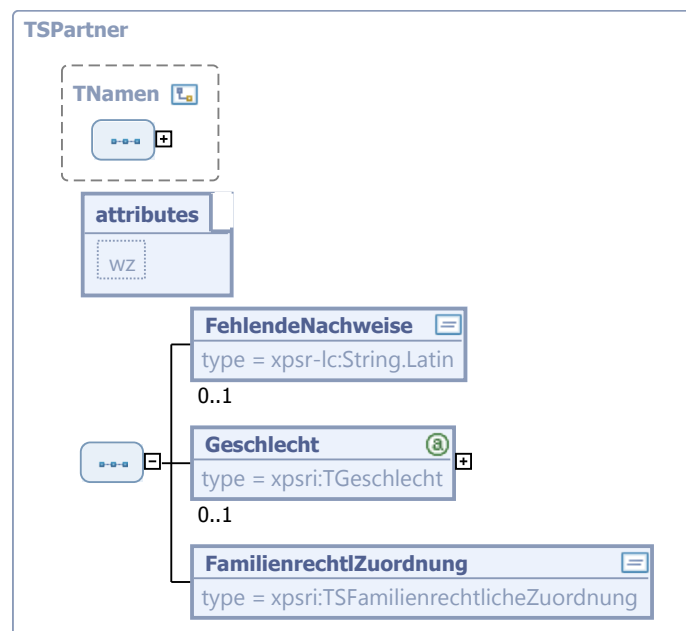 TSPartner
TNamen
attributes
wz
FehlendeNachweise
type = xpsr-lc:String.Latin
0..1
Geschlecht
type = xpsri:TGeschlecht
0..1
FamilienrechtlZuordnung
type = xpsri:TSFamilienrechtlicheZuordnung